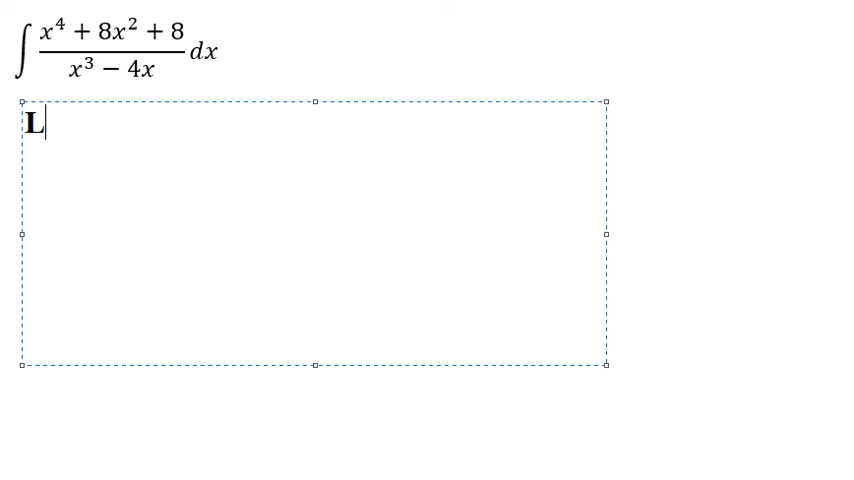 ∫ (x⁴ + 8x² + 8)/(x³ − 4x) dx
L